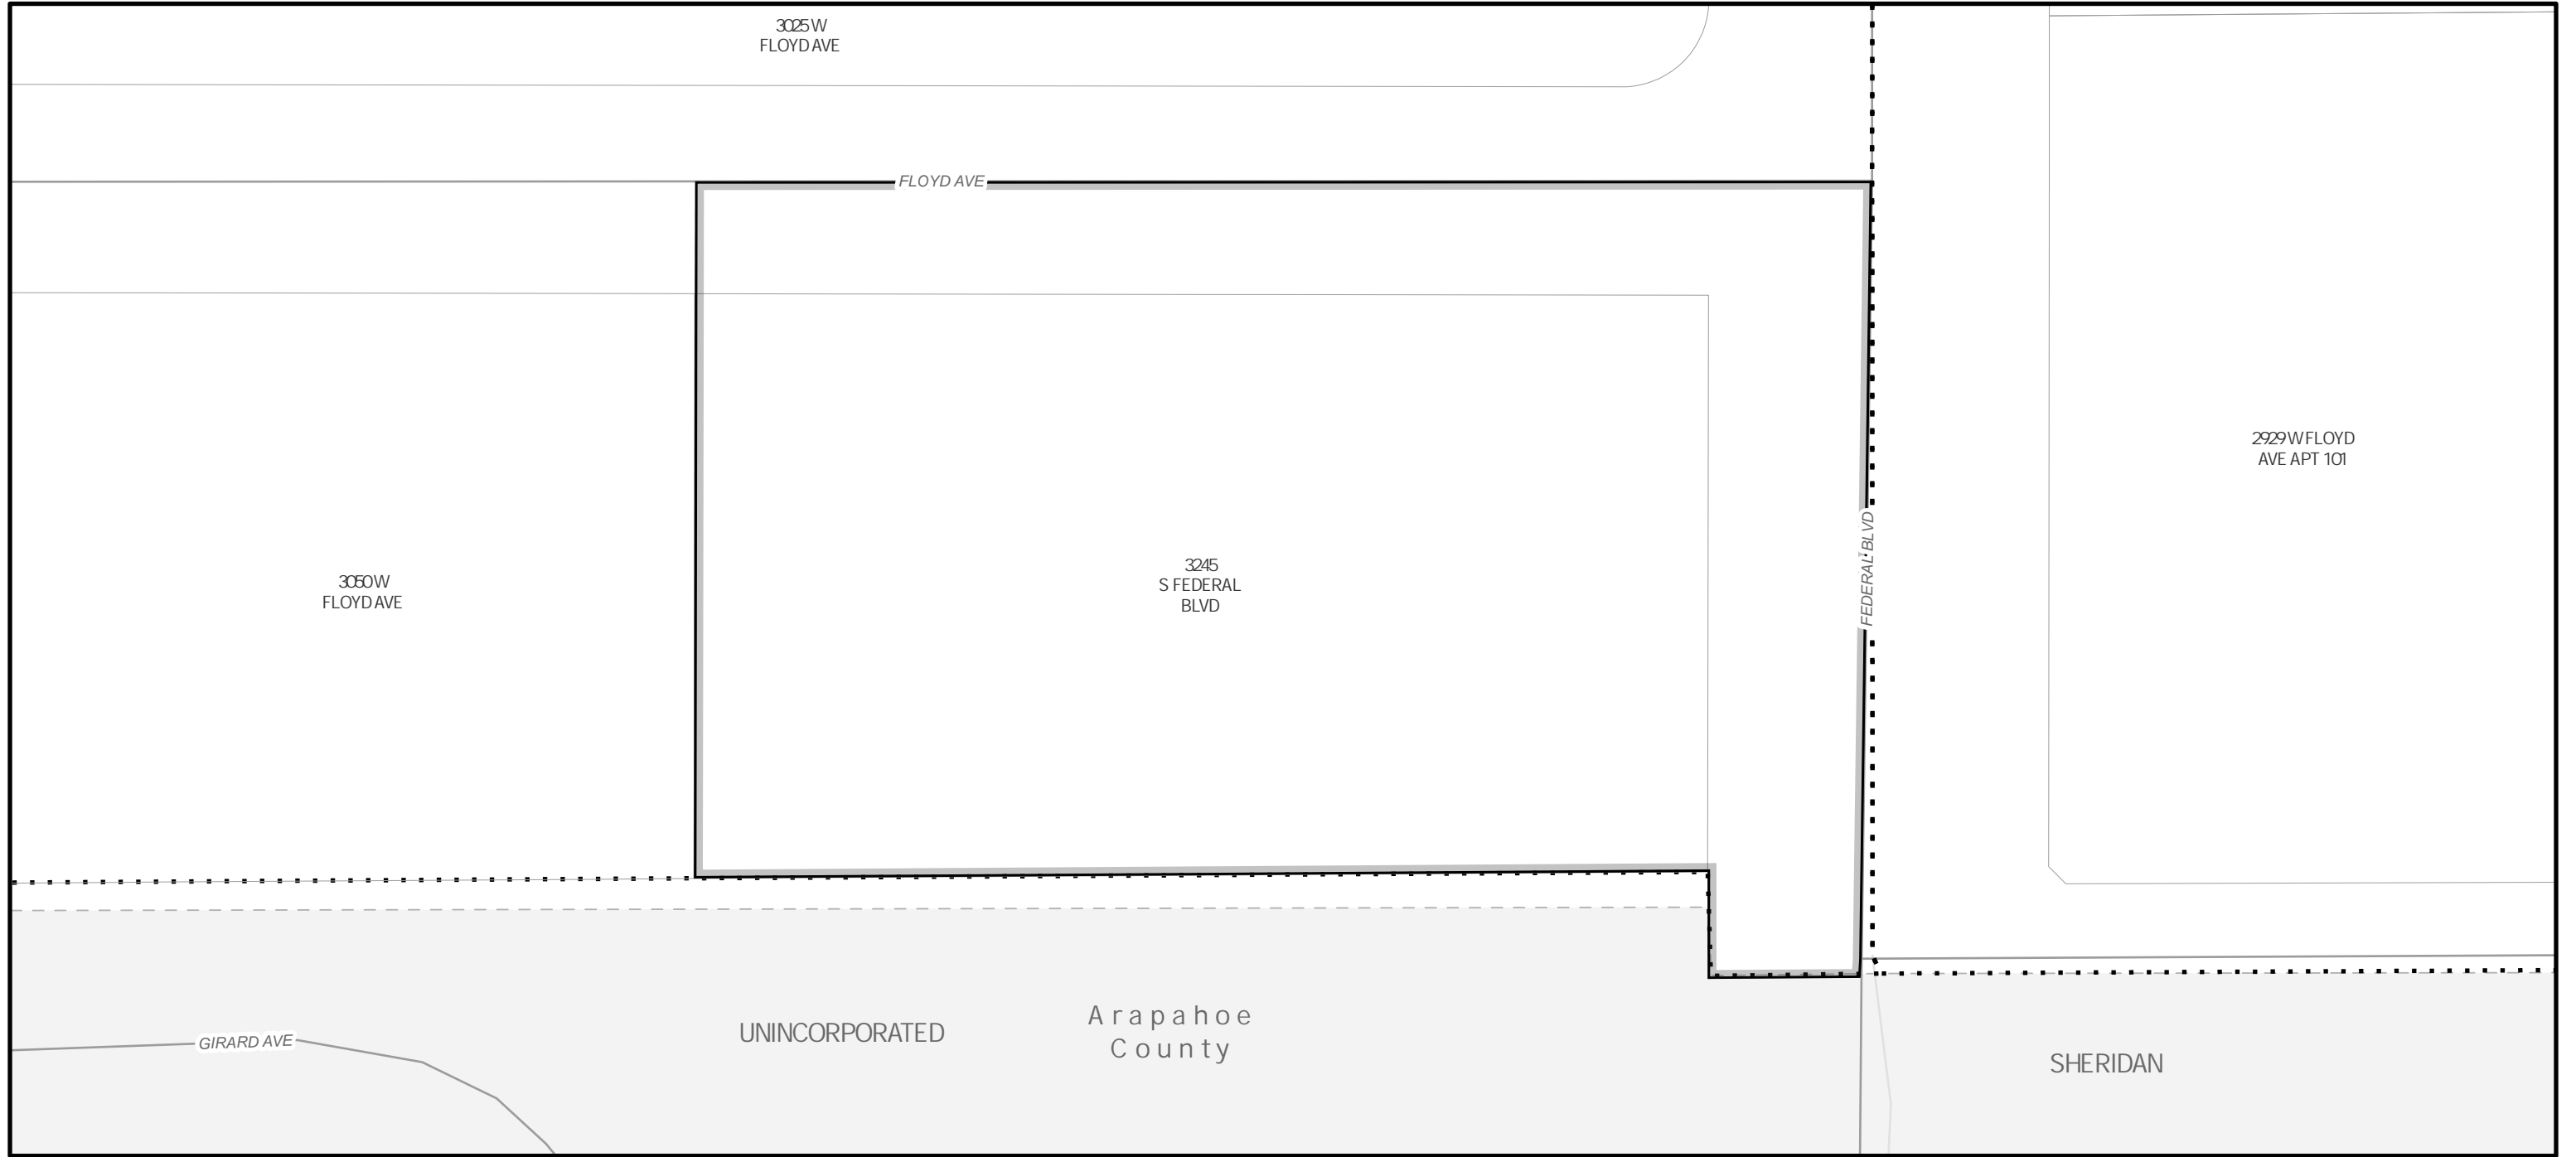 3025 W
FLOYD AVE
FLOYD AVE
2929 W FLOYD
AVE APT 101
3050 W
FLOYD AVE
3245
S FEDERAL
BLVD
FEDERAL BLVD
GIRARD AVE
UNINCORPORATED
Arapahoe
County
SHERIDAN